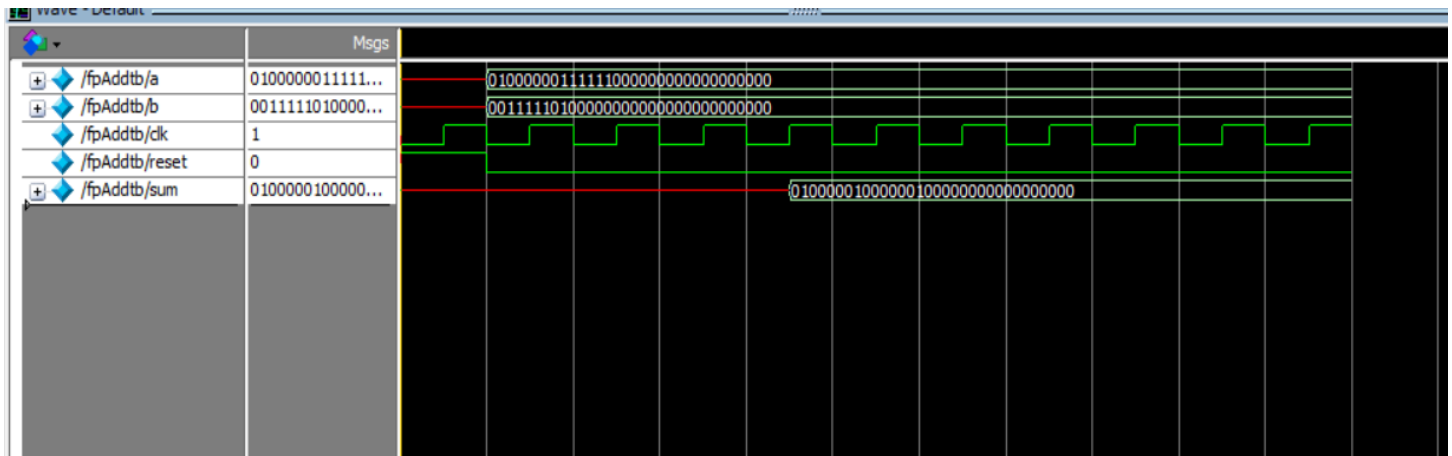 Wave - Default
Msgs
/fpAddtb/a 0100000011111... 01000000111111000000000000000000
/fpAddtb/b 0011111010000... 00111110100000000000000000000000
/fpAddtb/clk 1
/fpAddtb/reset 0
/fpAddtb/sum 0100000100000... 01000001000000100000000000000000